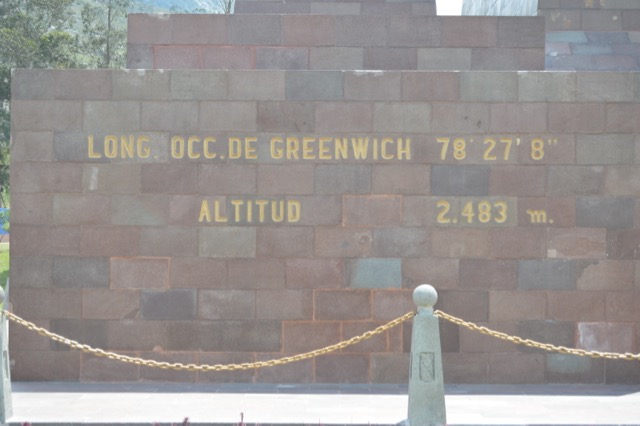 LONG. OCC. DE GREENWICH 78° 27' 8"
ALTITUD 2.483 m.